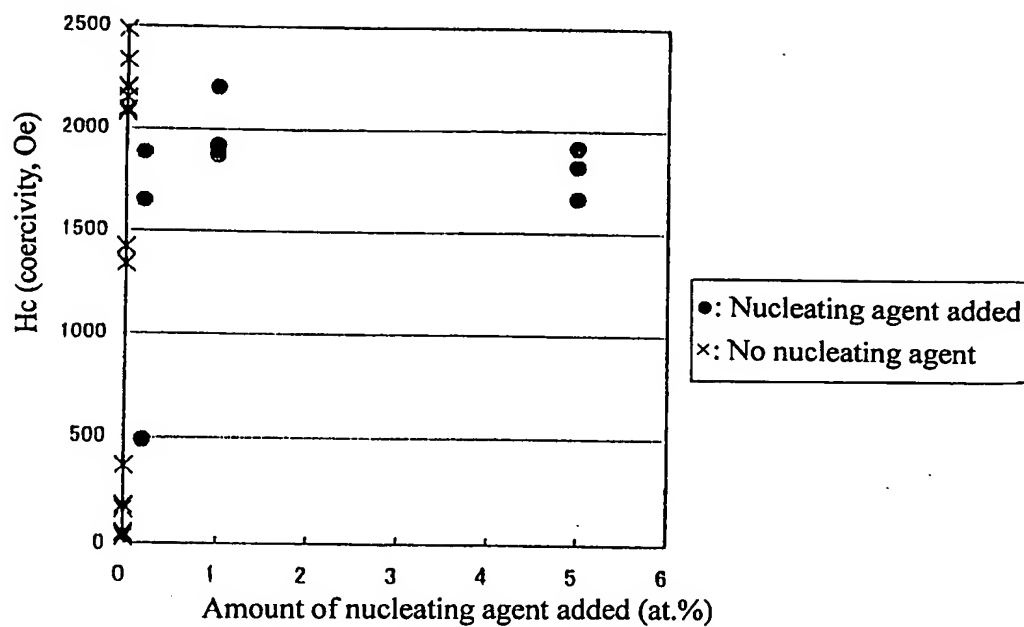 Hc (coercivity, Oe)
2500
2000
1500
1000
500
0
0 1 2 3 4 5 6
Amount of nucleating agent added (at.%)
●: Nucleating agent added
×: No nucleating agent